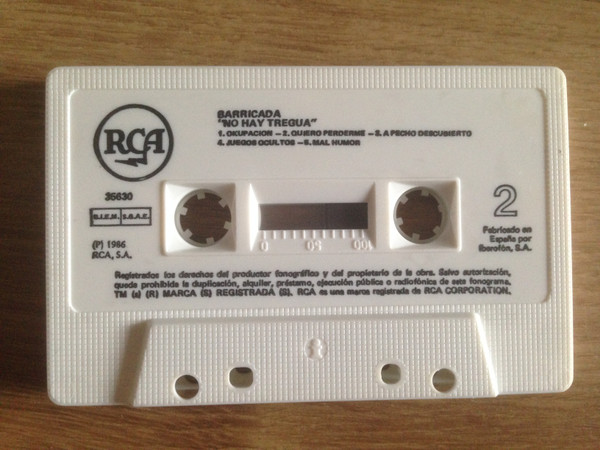 BARRICADA
"NO HAY TREGUA"
1. OKUPACION – 2. QUIERO PERDERME – 3. A PECHO DESCUBIERTO
4. JUEGOS OCULTOS – 5. MAL HUMOR
RCA
35630
B.I.E.M. S.G.A.E.
(P) 1986
RCA, S.A.
0 50 100
2
Fabricado en
España por
Iberofón, S.A.
Registrados los derechos del productor fonográfico y del propietario de la obra. Salvo autorización,
queda prohibida la duplicación, alquiler, préstamo, ejecución pública o radiofónica de este fonograma.
TM (s) (R) MARCA (S) REGISTRADA (S). RCA es una marca registrada de RCA CORPORATION.